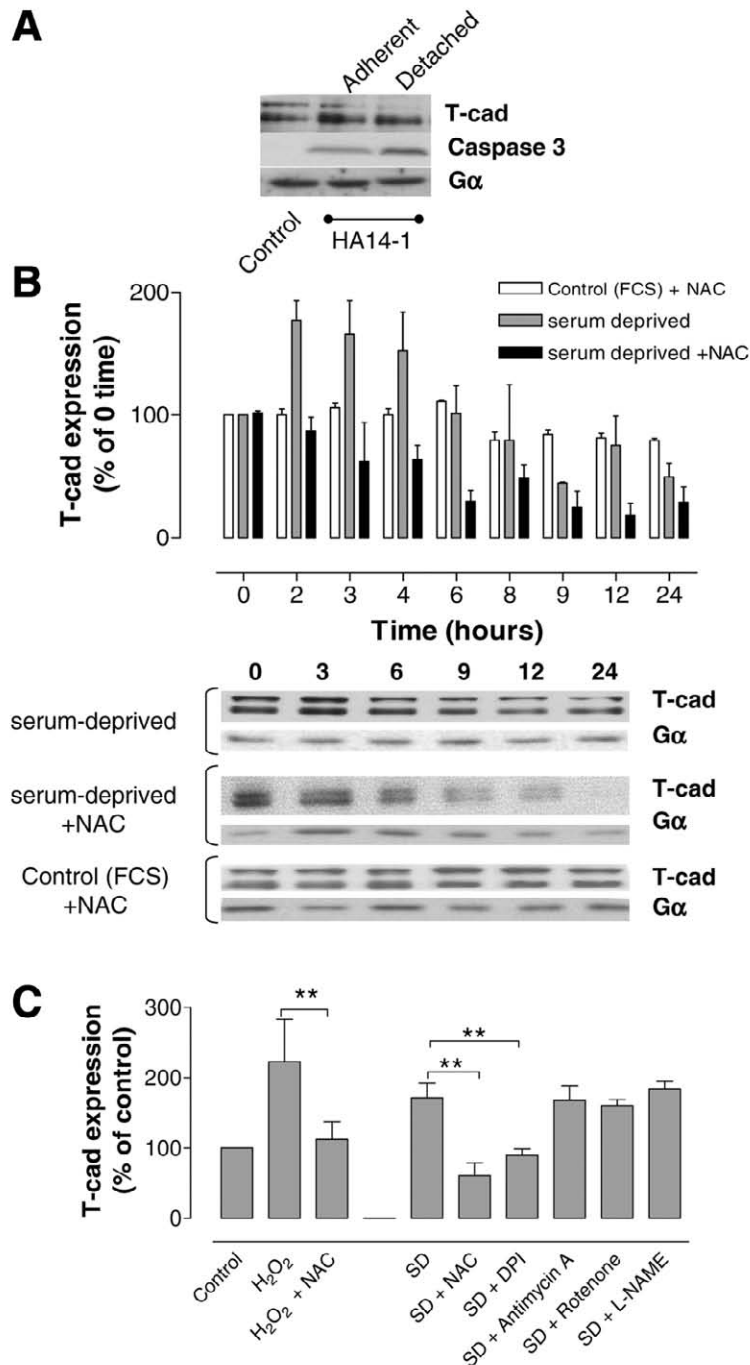 A
Adherent
Detached
T-cad
Caspase 3
Gα
Control
HA14-1
B
T-cad expression
(% of 0 time)
200
100
0
Control (FCS) + NAC
serum deprived
serum deprived +NAC
0 2 3 4 6 8 9 12 24
Time (hours)
0 3 6 9 12 24
serum-deprived
T-cad
Gα
serum-deprived
+NAC
T-cad
Gα
Control (FCS)
+NAC
T-cad
Gα
C
T-cad expression
(% of control)
300
200
100
0
**
**
**
Control
H₂O₂
H₂O₂ + NAC
SD
SD + NAC
SD + DPI
SD + Antimycin A
SD + Rotenone
SD + L-NAME